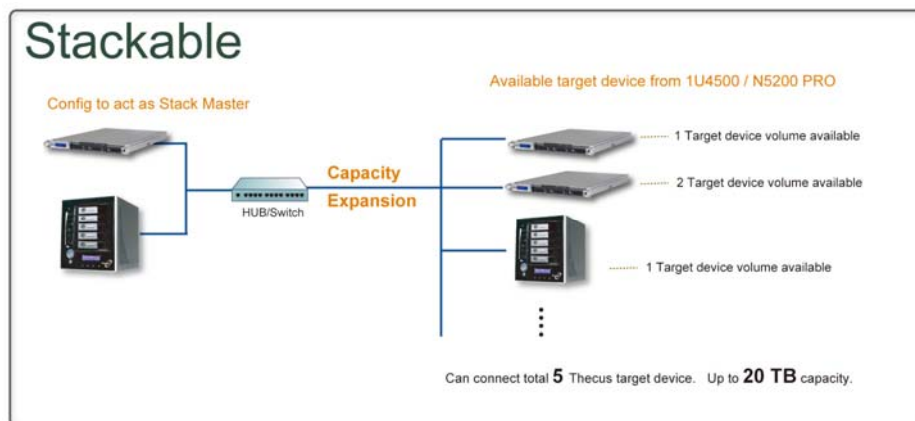 Stackable
Config to act as Stack Master
Available target device from 1U4500 / N5200 PRO
1 Target device volume available
Capacity
Expansion
2 Target device volume available
HUB/Switch
1 Target device volume available
Can connect total 5 Thecus target device. Up to 20 TB capacity.